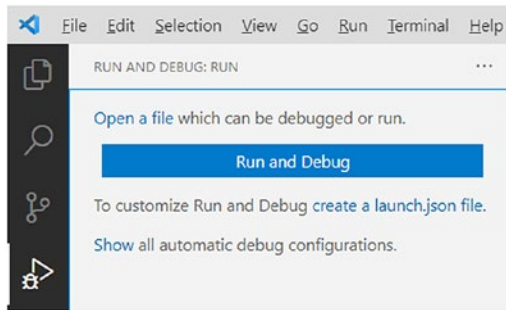 File Edit Selection View Go Run Terminal Help
RUN AND DEBUG: RUN ...
Open a file which can be debugged or run.
Run and Debug
To customize Run and Debug create a launch.json file.
Show all automatic debug configurations.